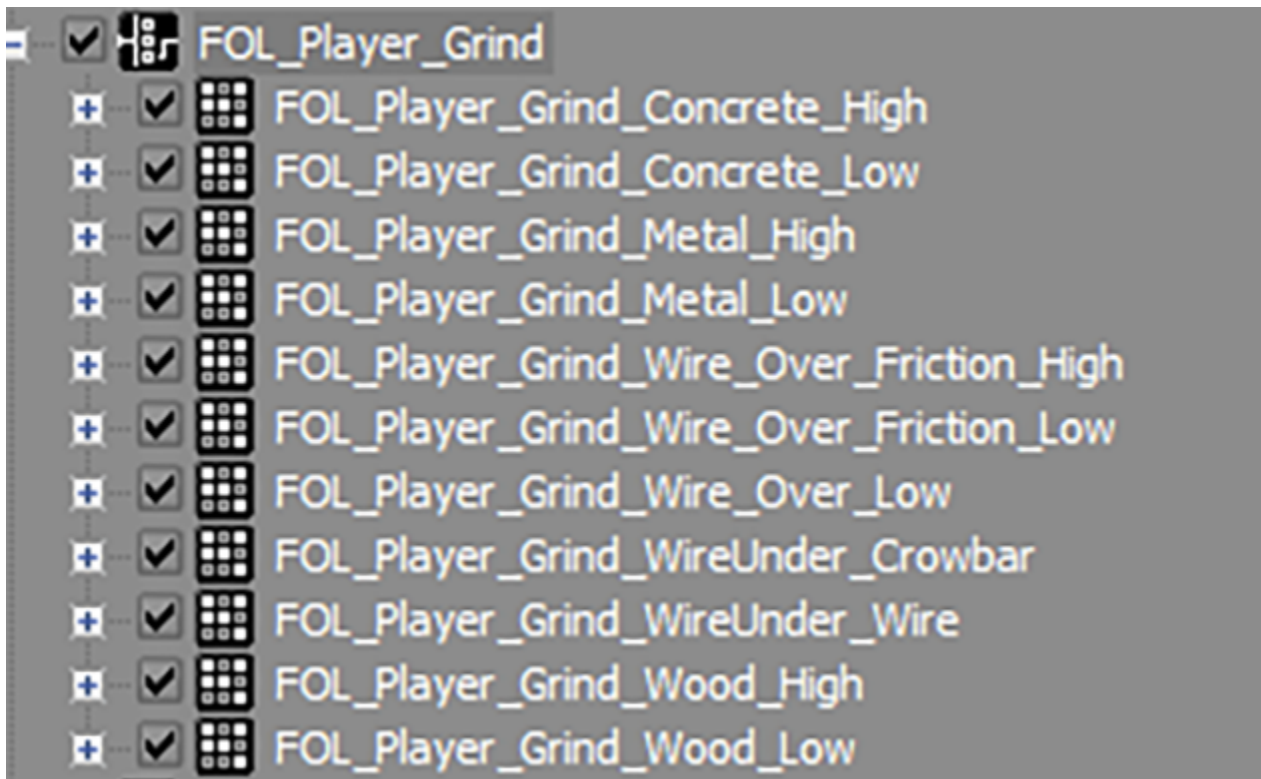 FOL_Player_Grind
FOL_Player_Grind_Concrete_High
FOL_Player_Grind_Concrete_Low
FOL_Player_Grind_Metal_High
FOL_Player_Grind_Metal_Low
FOL_Player_Grind_Wire_Over_Friction_High
FOL_Player_Grind_Wire_Over_Friction_Low
FOL_Player_Grind_Wire_Over_Low
FOL_Player_Grind_WireUnder_Crowbar
FOL_Player_Grind_WireUnder_Wire
FOL_Player_Grind_Wood_High
FOL_Player_Grind_Wood_Low